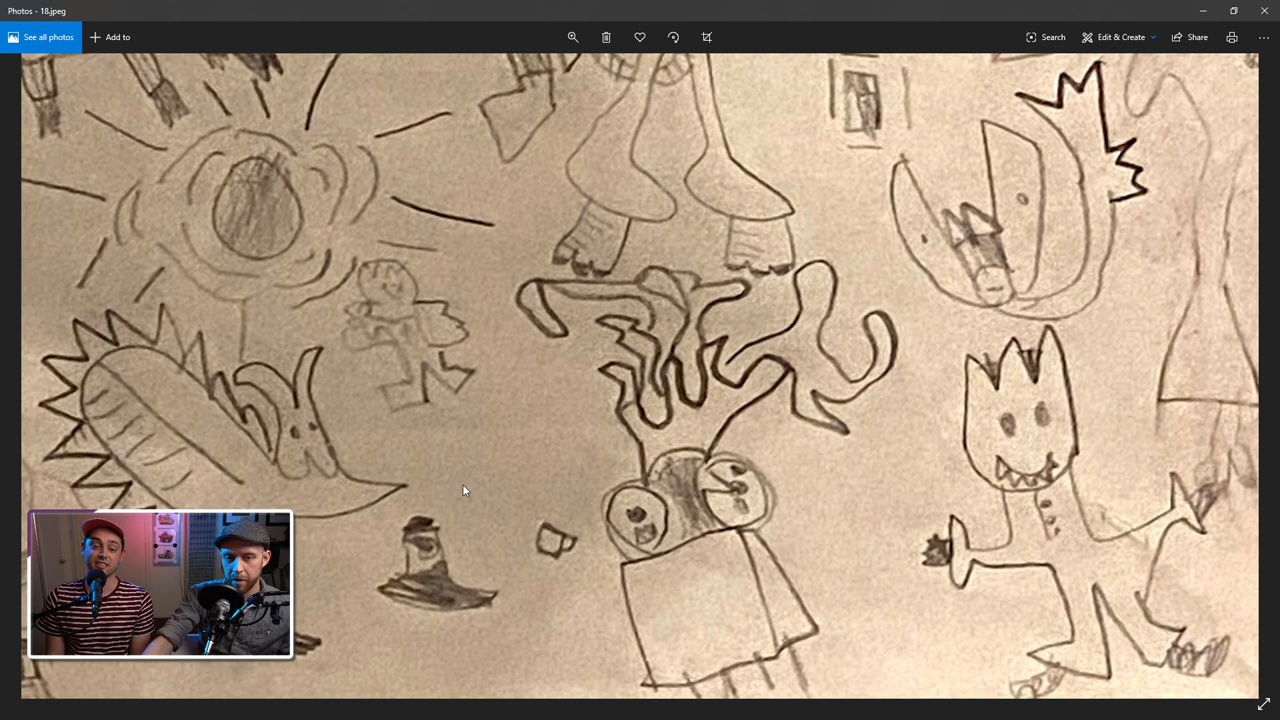 Photos - 18.jpeg
See all photos
Add to
Search
Edit & Create
Share